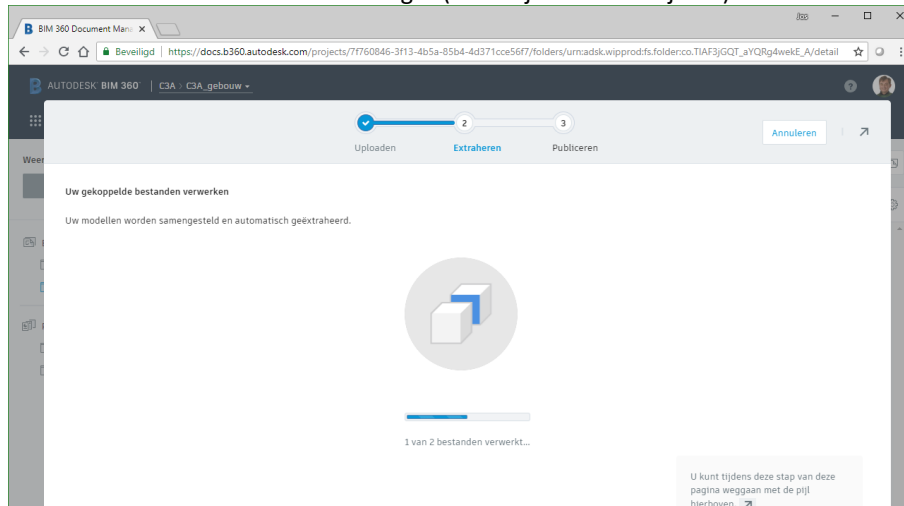 BIM 360 Document Man
Beveiligd | https://docs.b360.autodesk.com/projects/7f760846-3f13-4b5a-85b4-4d371cce56f7/folders/urn:adsk.wipprod:fs.folder:co.TlAF3jGQT_aYQRg4wekE_A/detail
AUTODESK BIM 360 | C3A > C3A_gebouw
2 3
Uploaden Extraheren Publiceren
Annuleren
Weer
Uw gekoppelde bestanden verwerken
Uw modellen worden samengesteld en automatisch geëxtraheerd.
1 van 2 bestanden verwerkt...
U kunt tijdens deze stap van deze
pagina weggaan met de pijl
hierboven.